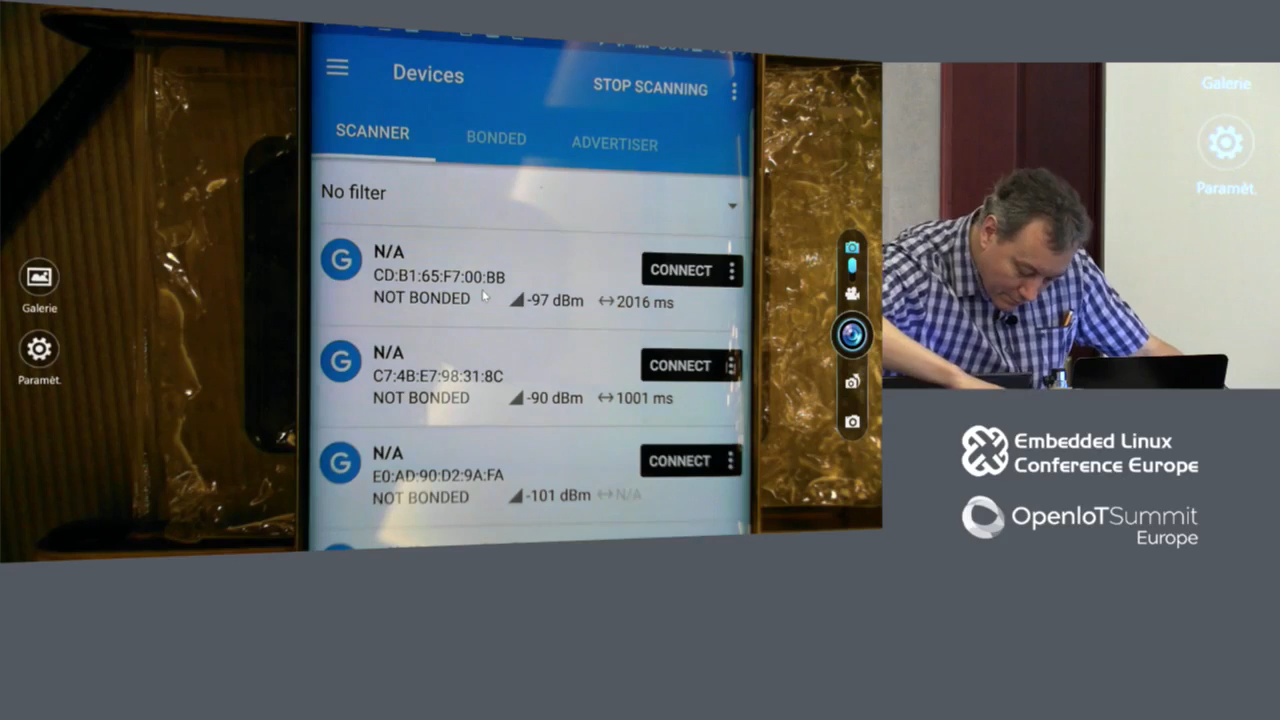 Devices
STOP SCANNING
SCANNER
BONDED
ADVERTISER
No filter
N/A
CD:B1:65:F7:00:BB
NOT BONDED
-97 dBm
2016 ms
CONNECT
N/A
C7:4B:E7:98:31:8C
NOT BONDED
-90 dBm
1001 ms
CONNECT
N/A
E0:AD:90:D2:9A:FA
NOT BONDED
-101 dBm
N/A
CONNECT
Galerie
Paramèt.
Galerie
Paramèt.
Embedded Linux
Conference Europe
OpenIoTSummit
Europe